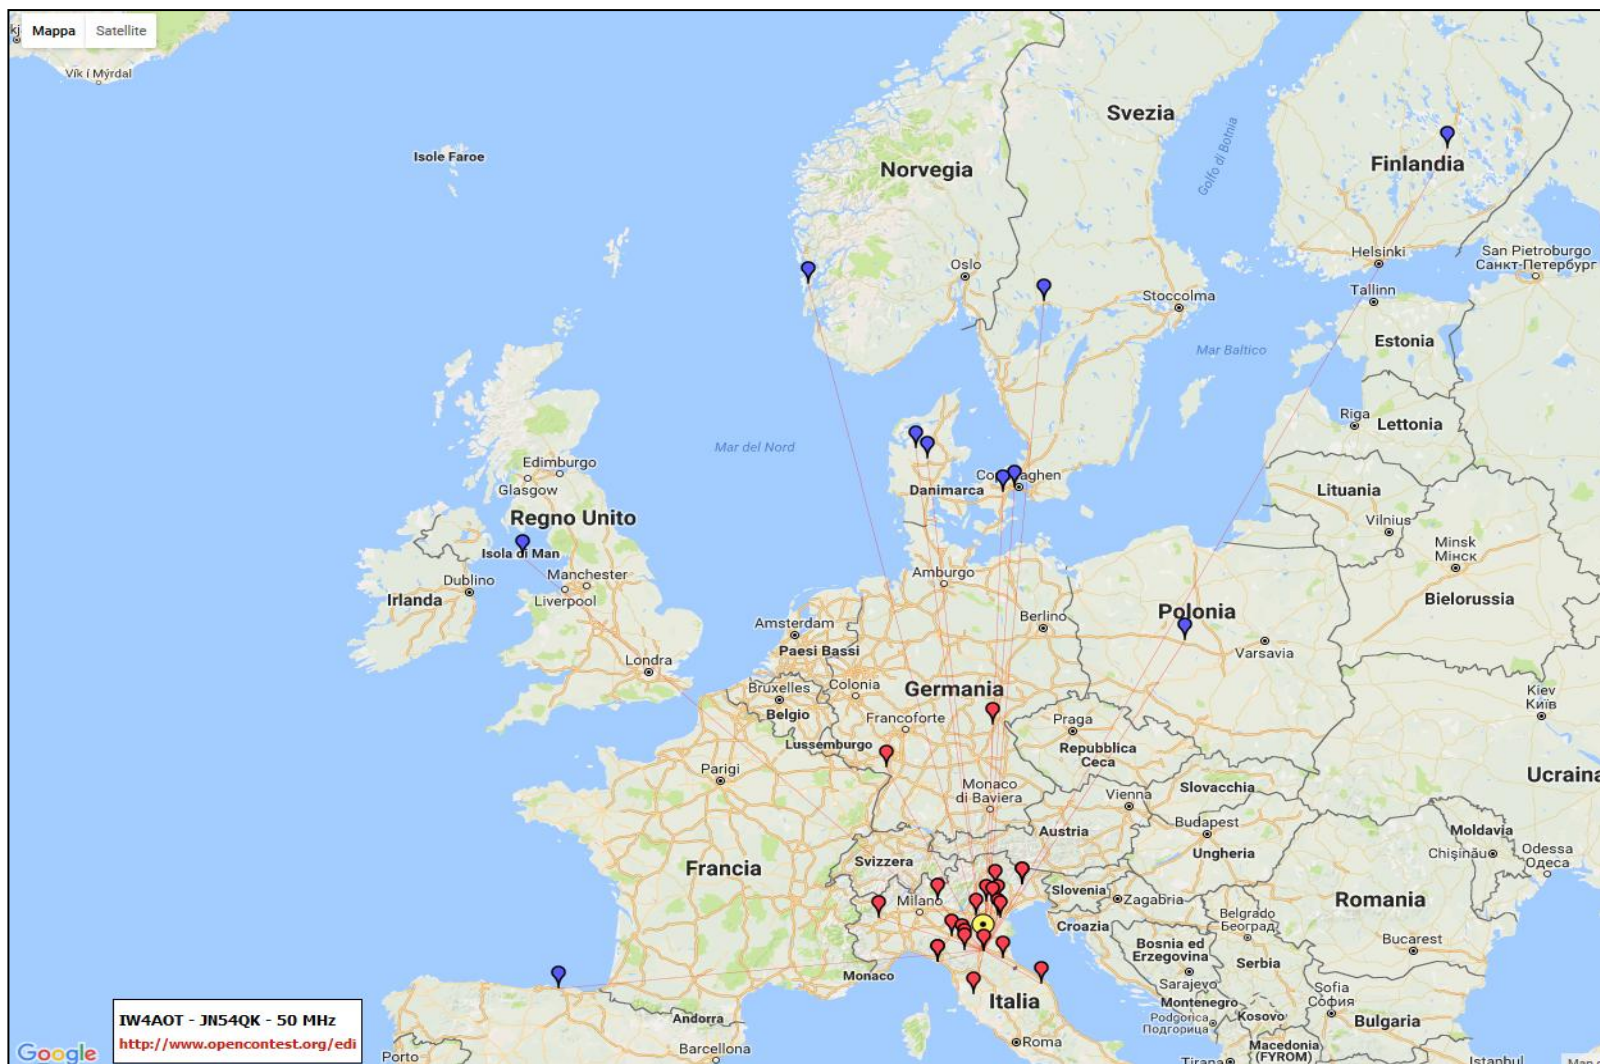 Mappa Satellite
Vík í Mýrdal
Isole Faroe
Norvegia
Svezia
Golfo di Botnia
Finlandia
Helsinki
San Pietroburgo
Санкт-Петербург
Oslo
Stoccolma
Tallinn
Estonia
Mar Baltico
Riga
Lettonia
Mar del Nord
Edimburgo
Glasgow
Danimarca
Lituania
Vilnius
Regno Unito
Isola di Man
Minsk
Мінск
Dublino
Manchester
Liverpool
Irlanda
Amburgo
Bielorussia
Polonia
Amsterdam
Berlino
Paesi Bassi
Varsavia
Londra
Bruxelles
Colonia
Germania
Belgio
Francoforte
Praga
Kiev
Київ
Lussemburgo
Repubblica
Ceca
Parigi
Monaco
di Baviera
Vienna
Slovacchia
Ucraina
Austria
Budapest
Ungheria
Moldavia
Chișinău
Odessa
Одеса
Svizzera
Francia
Milano
Slovenia
Zagabria
Romania
Croazia
Belgrado
Београд
Bosnia ed
Erzegovina
Bucarest
Serbia
Monaco
Sarajevo
Italia
Sofia
София
Montenegro
Kosovo
Podgorica
Подгорица
Bulgaria
Andorra
Roma
Macedonia
(FYROM)
Porto
Barcellona
Tirana
Istanbul
IW4AOT - JN54QK - 50 MHz
http://www.opencontest.org/edi
Google